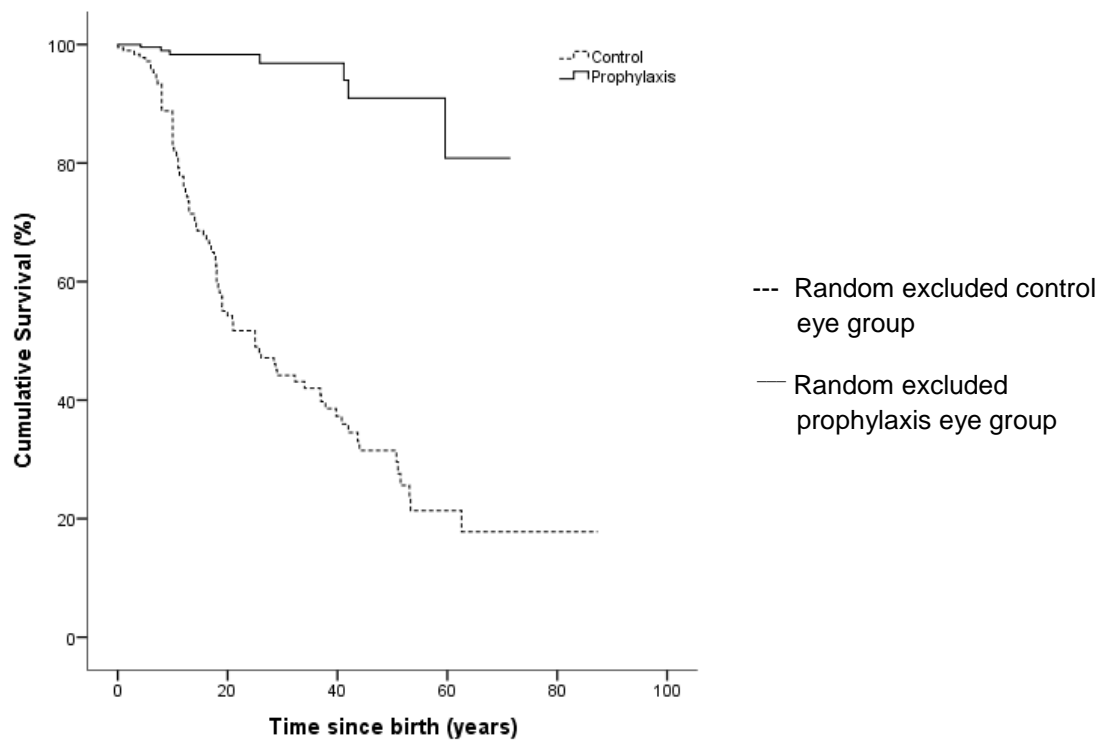 Control
Prophylaxis
100
80
60
40
20
0
Cumulative Survival (%)
0 20 40 60 80 100
Time since birth (years)
--- Random excluded control
eye group
— Random excluded
prophylaxis eye group